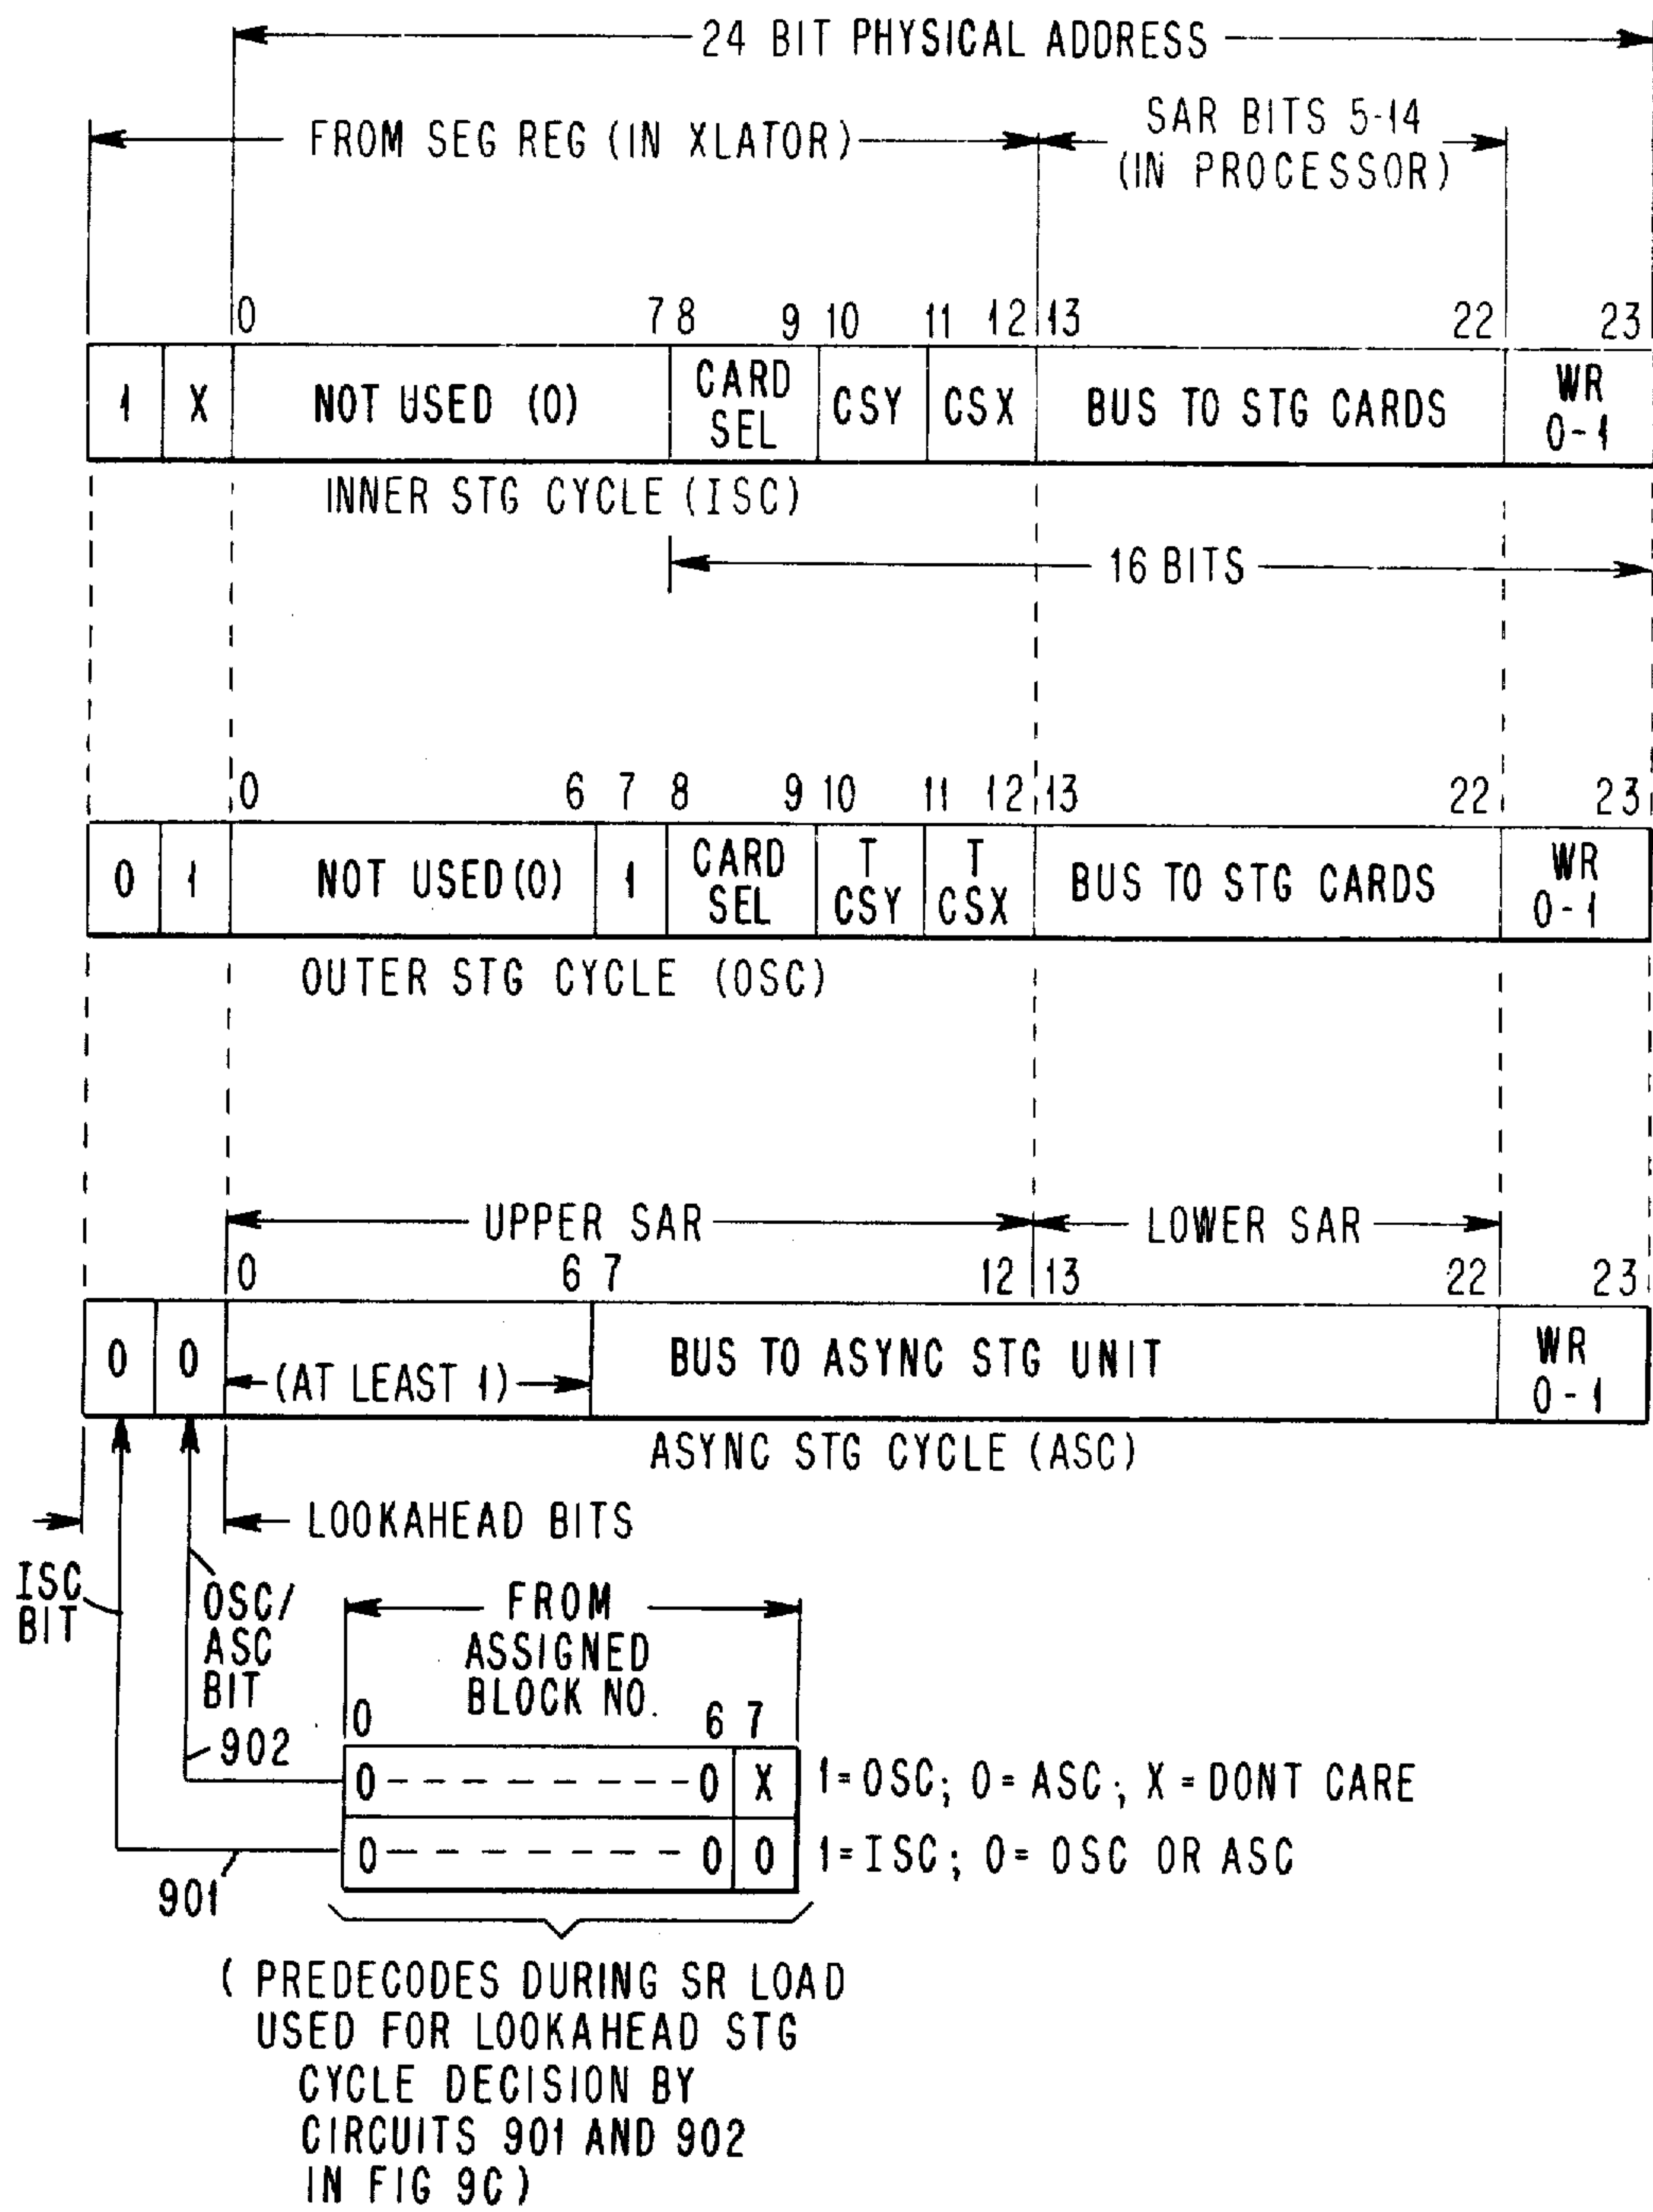 24 BIT PHYSICAL ADDRESS
FROM SEG REG (IN XLATOR)
SAR BITS 5-14
(IN PROCESSOR)
0 7 8 9 10 11 12 13 22 23
1 X NOT USED (0) CARD SEL CSY CSX BUS TO STG CARDS WR 0-1
INNER STG CYCLE (ISC)
16 BITS
0 6 7 8 9 10 11 12 13 22 23
0 1 NOT USED (0) 1 CARD SEL T CSY T CSX BUS TO STG CARDS WR 0-1
OUTER STG CYCLE (OSC)
UPPER SAR LOWER SAR
0 6 7 12 13 22 23
0 0 (AT LEAST 1) BUS TO ASYNC STG UNIT WR 0-1
ASYNC STG CYCLE (ASC)
LOOKAHEAD BITS
ISC
BIT
OSC/
ASC
BIT
902
FROM
ASSIGNED
BLOCK NO.
0 6 7
0---------0 X 1=OSC; 0=ASC; X=DONT CARE
0---------0 0 1=ISC; 0=OSC OR ASC
901
(PREDECODES DURING SR LOAD
USED FOR LOOKAHEAD STG
CYCLE DECISION BY
CIRCUITS 901 AND 902
IN FIG 9C)